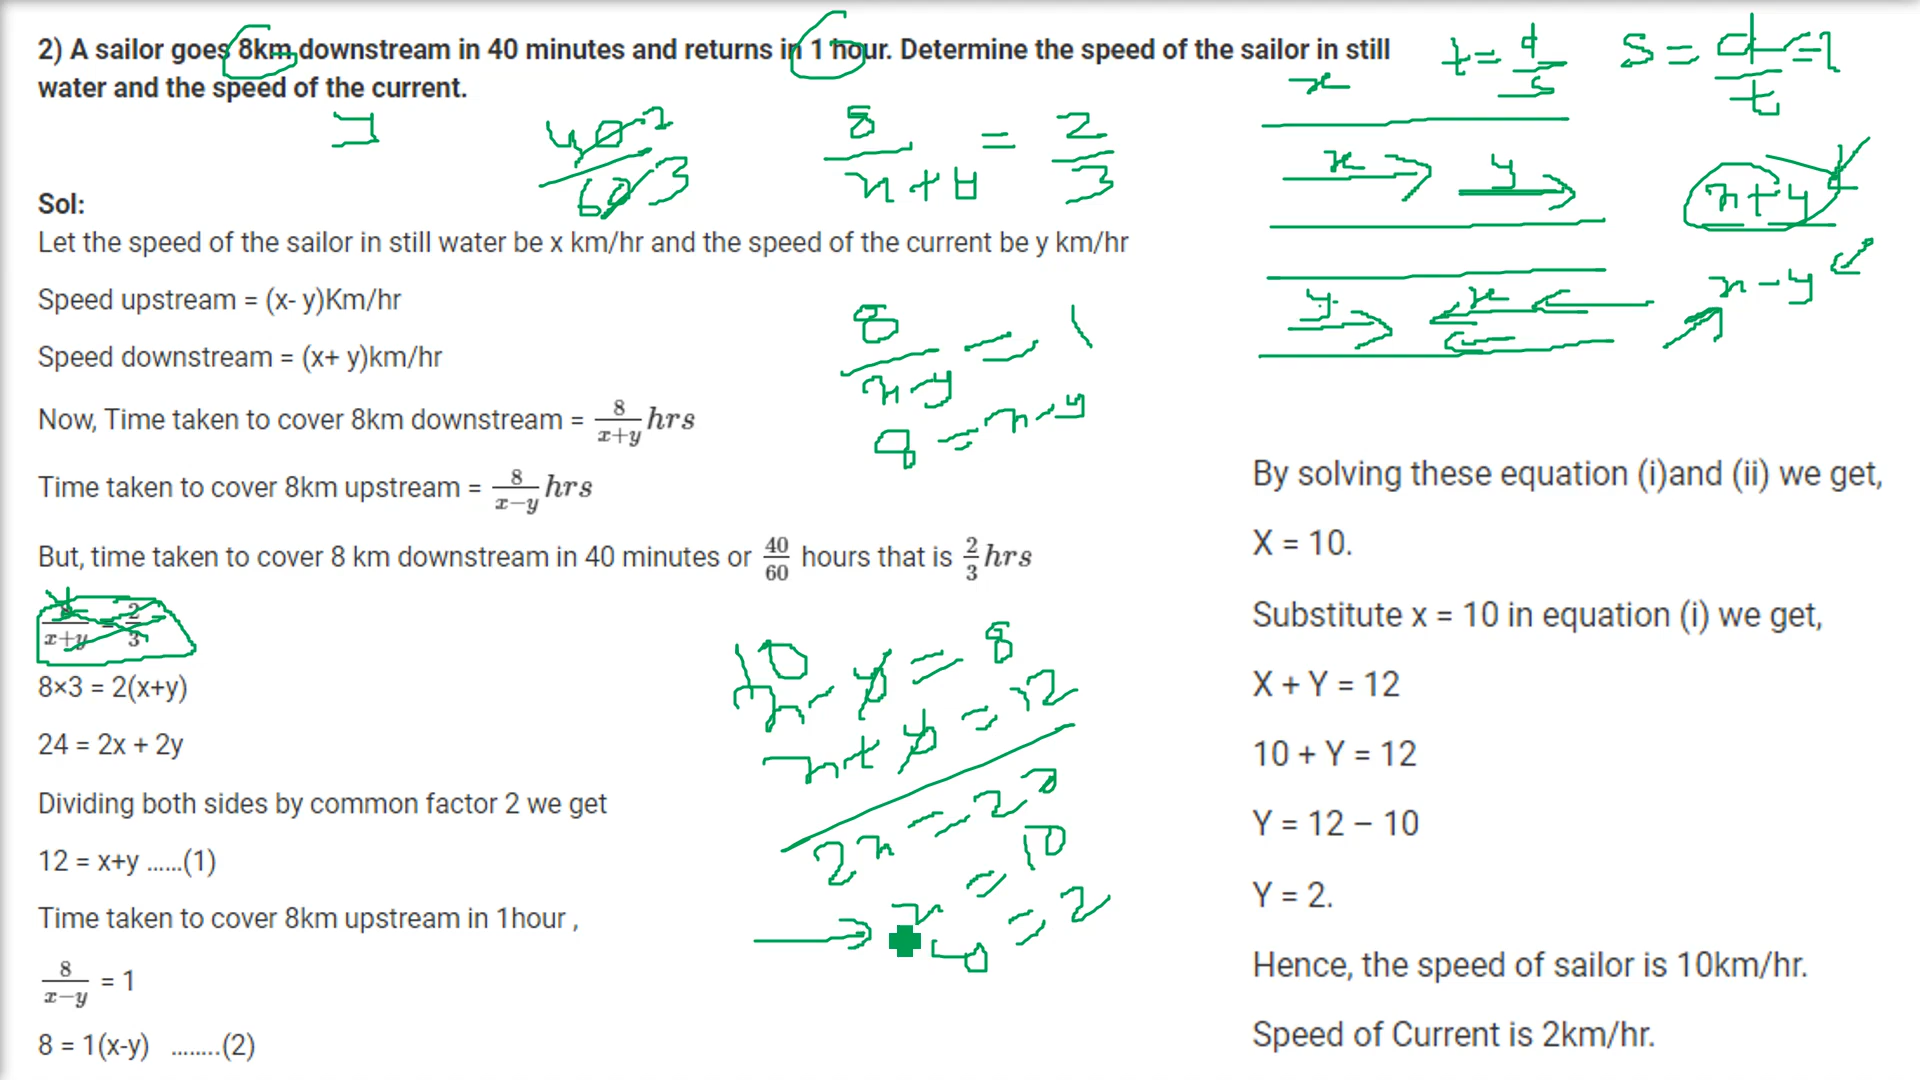 2) A sailor goes 8km downstream in 40 minutes and returns in 1 hour. Determine the speed of the sailor in still
water and the speed of the current.
40/60 2/3
8/x+y = 2/3
x
t = d/s
s = d/t
x y
x+y
y x
x-y
Sol:
Let the speed of the sailor in still water be x km/hr and the speed of the current be y km/hr
Speed upstream = (x- y)Km/hr
Speed downstream = (x+ y)km/hr
Now, Time taken to cover 8km downstream = 8/x+y hrs
Time taken to cover 8km upstream = 8/x−y hrs
But, time taken to cover 8 km downstream in 40 minutes or 40/60 hours that is 2/3 hrs
8/x+y = 2/3
8×3 = 2(x+y)
24 = 2x + 2y
Dividing both sides by common factor 2 we get
12 = x+y ......(1)
Time taken to cover 8km upstream in 1hour ,
8/x−y = 1
8 = 1(x-y) ........(2)
8/x-y = 1
8 = x-y
10
x - y = 8
x + y = 12
2x = 20
x = 10
y = 2
By solving these equation (i)and (ii) we get,
X = 10.
Substitute x = 10 in equation (i) we get,
X + Y = 12
10 + Y = 12
Y = 12 – 10
Y = 2.
Hence, the speed of sailor is 10km/hr.
Speed of Current is 2km/hr.